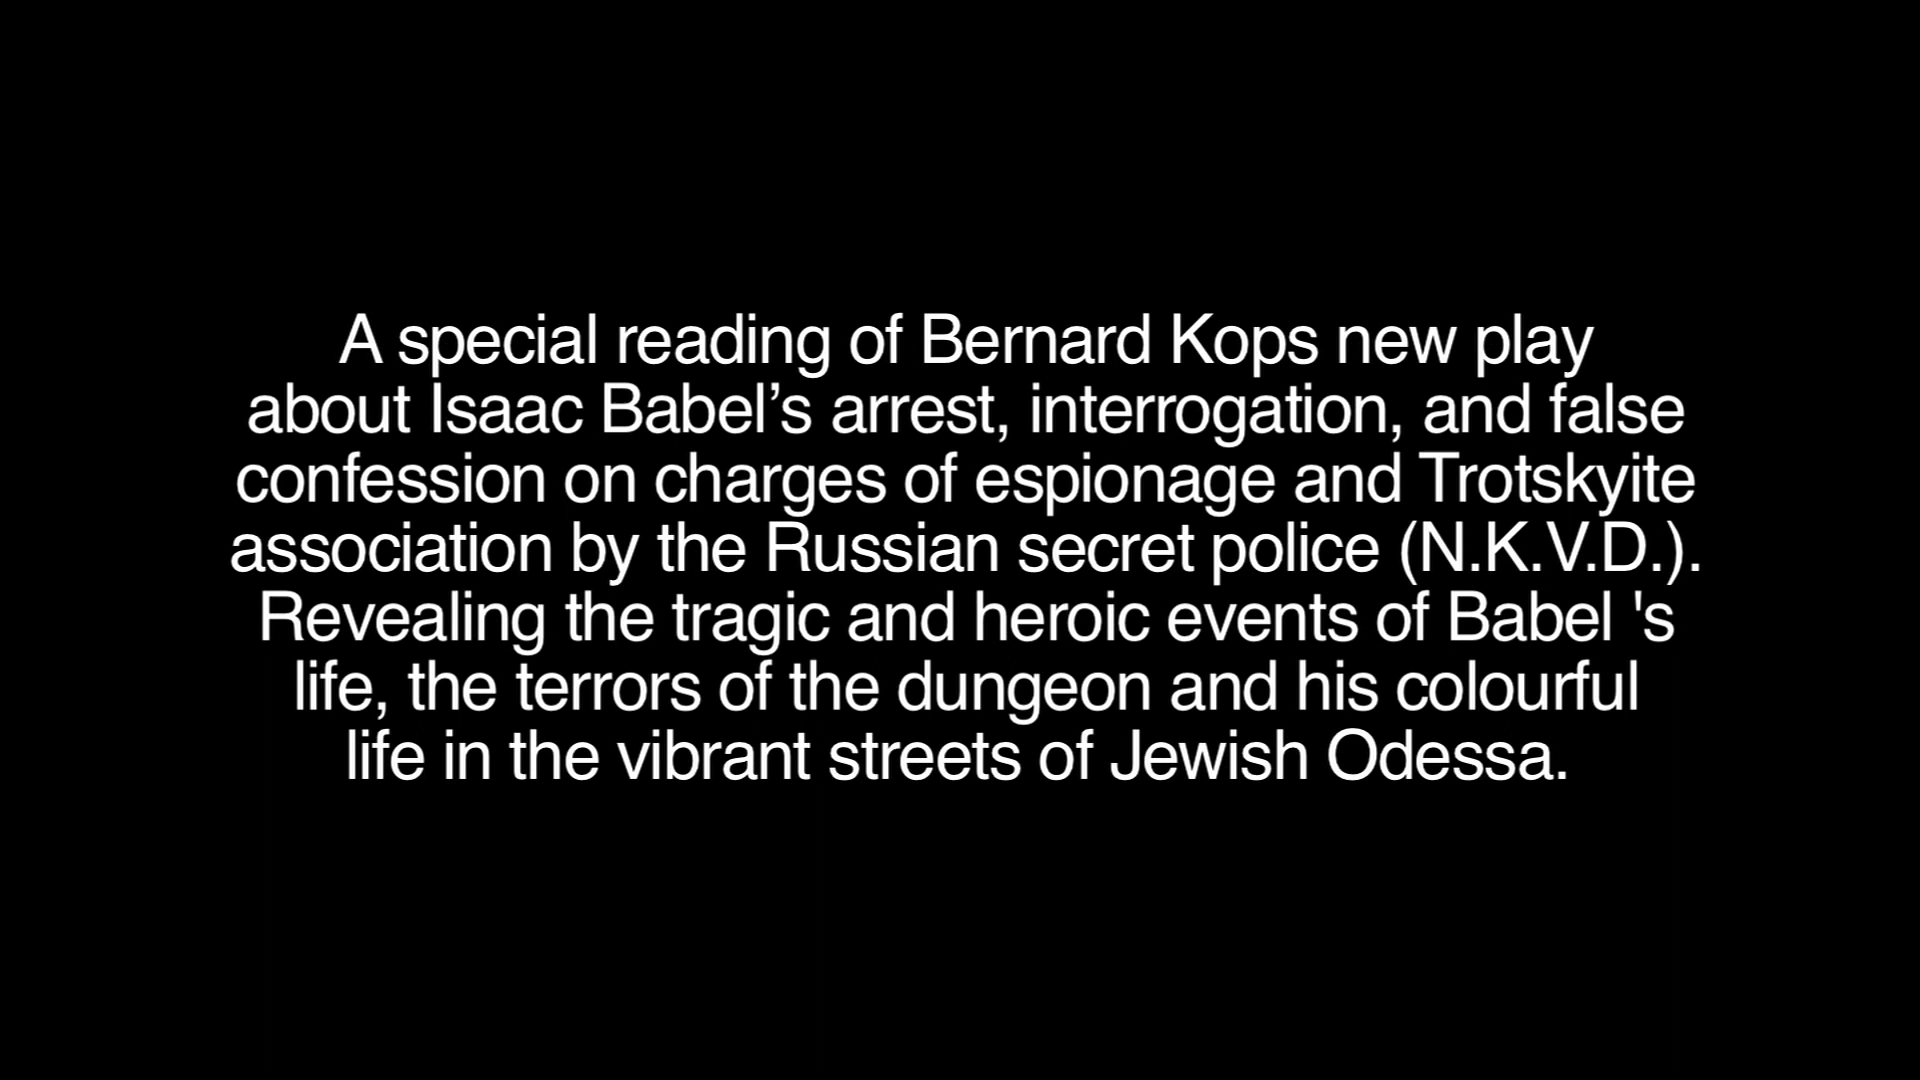 A special reading of Bernard Kops new play
about Isaac Babel’s arrest, interrogation, and false
confession on charges of espionage and Trotskyite
association by the Russian secret police (N.K.V.D.).
Revealing the tragic and heroic events of Babel 's
life, the terrors of the dungeon and his colourful
life in the vibrant streets of Jewish Odessa.